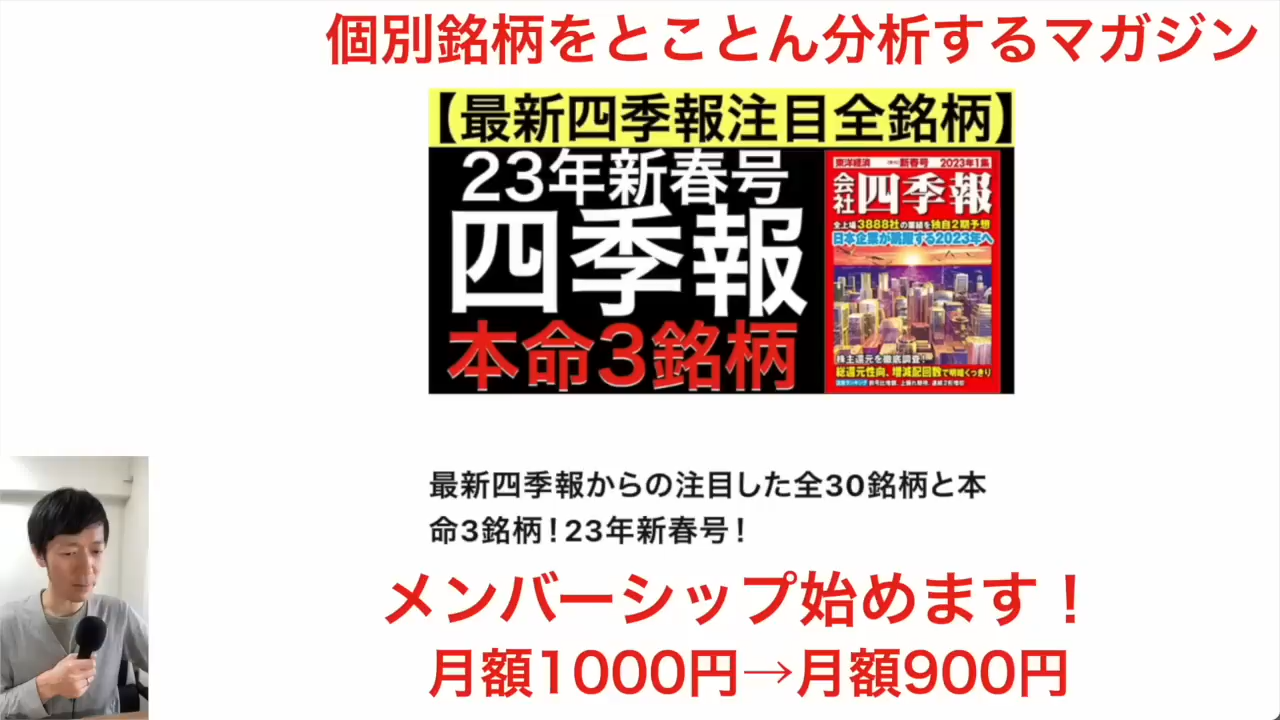 個別銘柄をとことん分析するマガジン
【最新四季報注目全銘柄】
23年新春号
四季報
本命3銘柄
東洋経済 新春号 2023年1集
会社四季報
全上場3888社の業績を独自2期予想
日本企業が跳躍する2023年へ
株主還元を徹底調査!
総還元性向、増減配回数で明暗くっきり
最新四季報からの注目した全30銘柄と本
命3銘柄!23年新春号!
メンバーシップ始めます!
月額1000円→月額900円